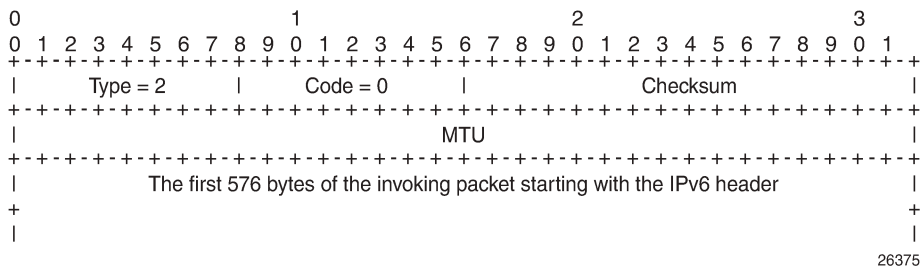 0 1 2 3
0 1 2 3 4 5 6 7 8 9 0 1 2 3 4 5 6 7 8 9 0 1 2 3 4 5 6 7 8 9 0 1
+-+-+-+-+-+-+-+-+-+-+-+-+-+-+-+-+-+-+-+-+-+-+-+-+-+-+-+-+-+-+-+-+
| Type = 2 | Code = 0 | Checksum |
+-+-+-+-+-+-+-+-+-+-+-+-+-+-+-+-+-+-+-+-+-+-+-+-+-+-+-+-+-+-+-+-+
| MTU |
+-+-+-+-+-+-+-+-+-+-+-+-+-+-+-+-+-+-+-+-+-+-+-+-+-+-+-+-+-+-+-+-+
| The first 576 bytes of the invoking packet starting with the IPv6 header |
+ +
| |
26375